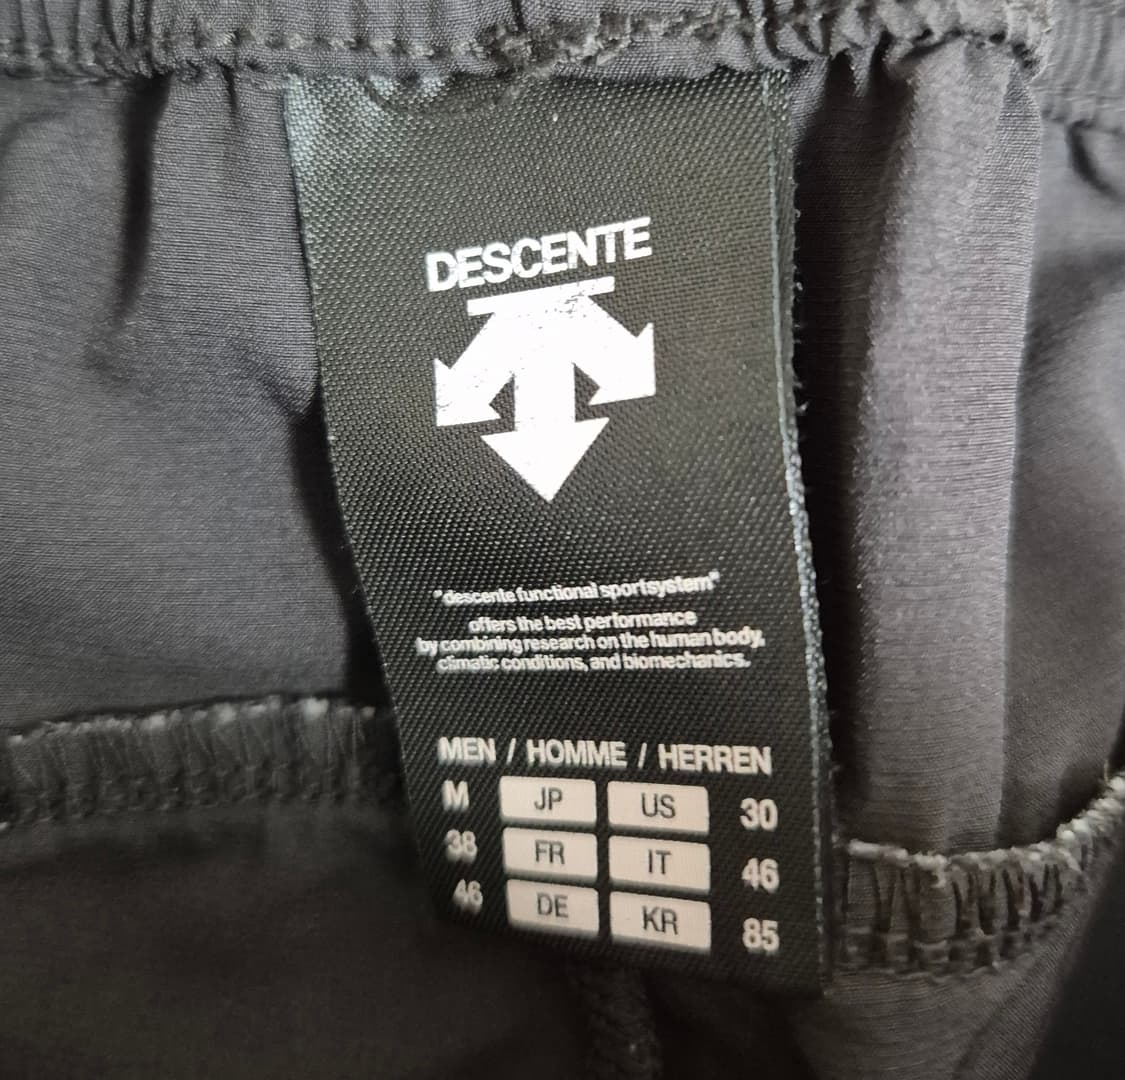 DESCENTE
"descente functional sportsystem"
offers the best performance
by combining research on the human body,
climatic conditions, and biomechanics.
MEN / HOMME / HERREN
M JP US 30
38 FR IT 46
46 DE KR 85